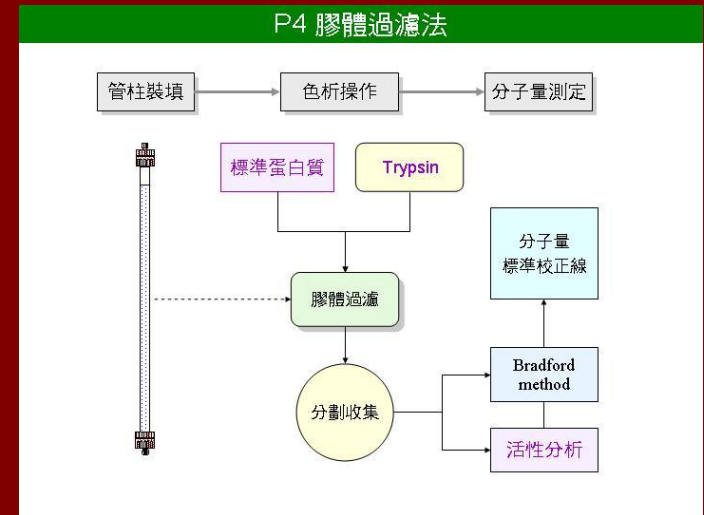 P4 膠體過濾法
管柱裝填
色析操作
分子量測定
標準蛋白質
Trypsin
分子量
標準校正線
膠體過濾
Bradford
method
分劃收集
活性分析